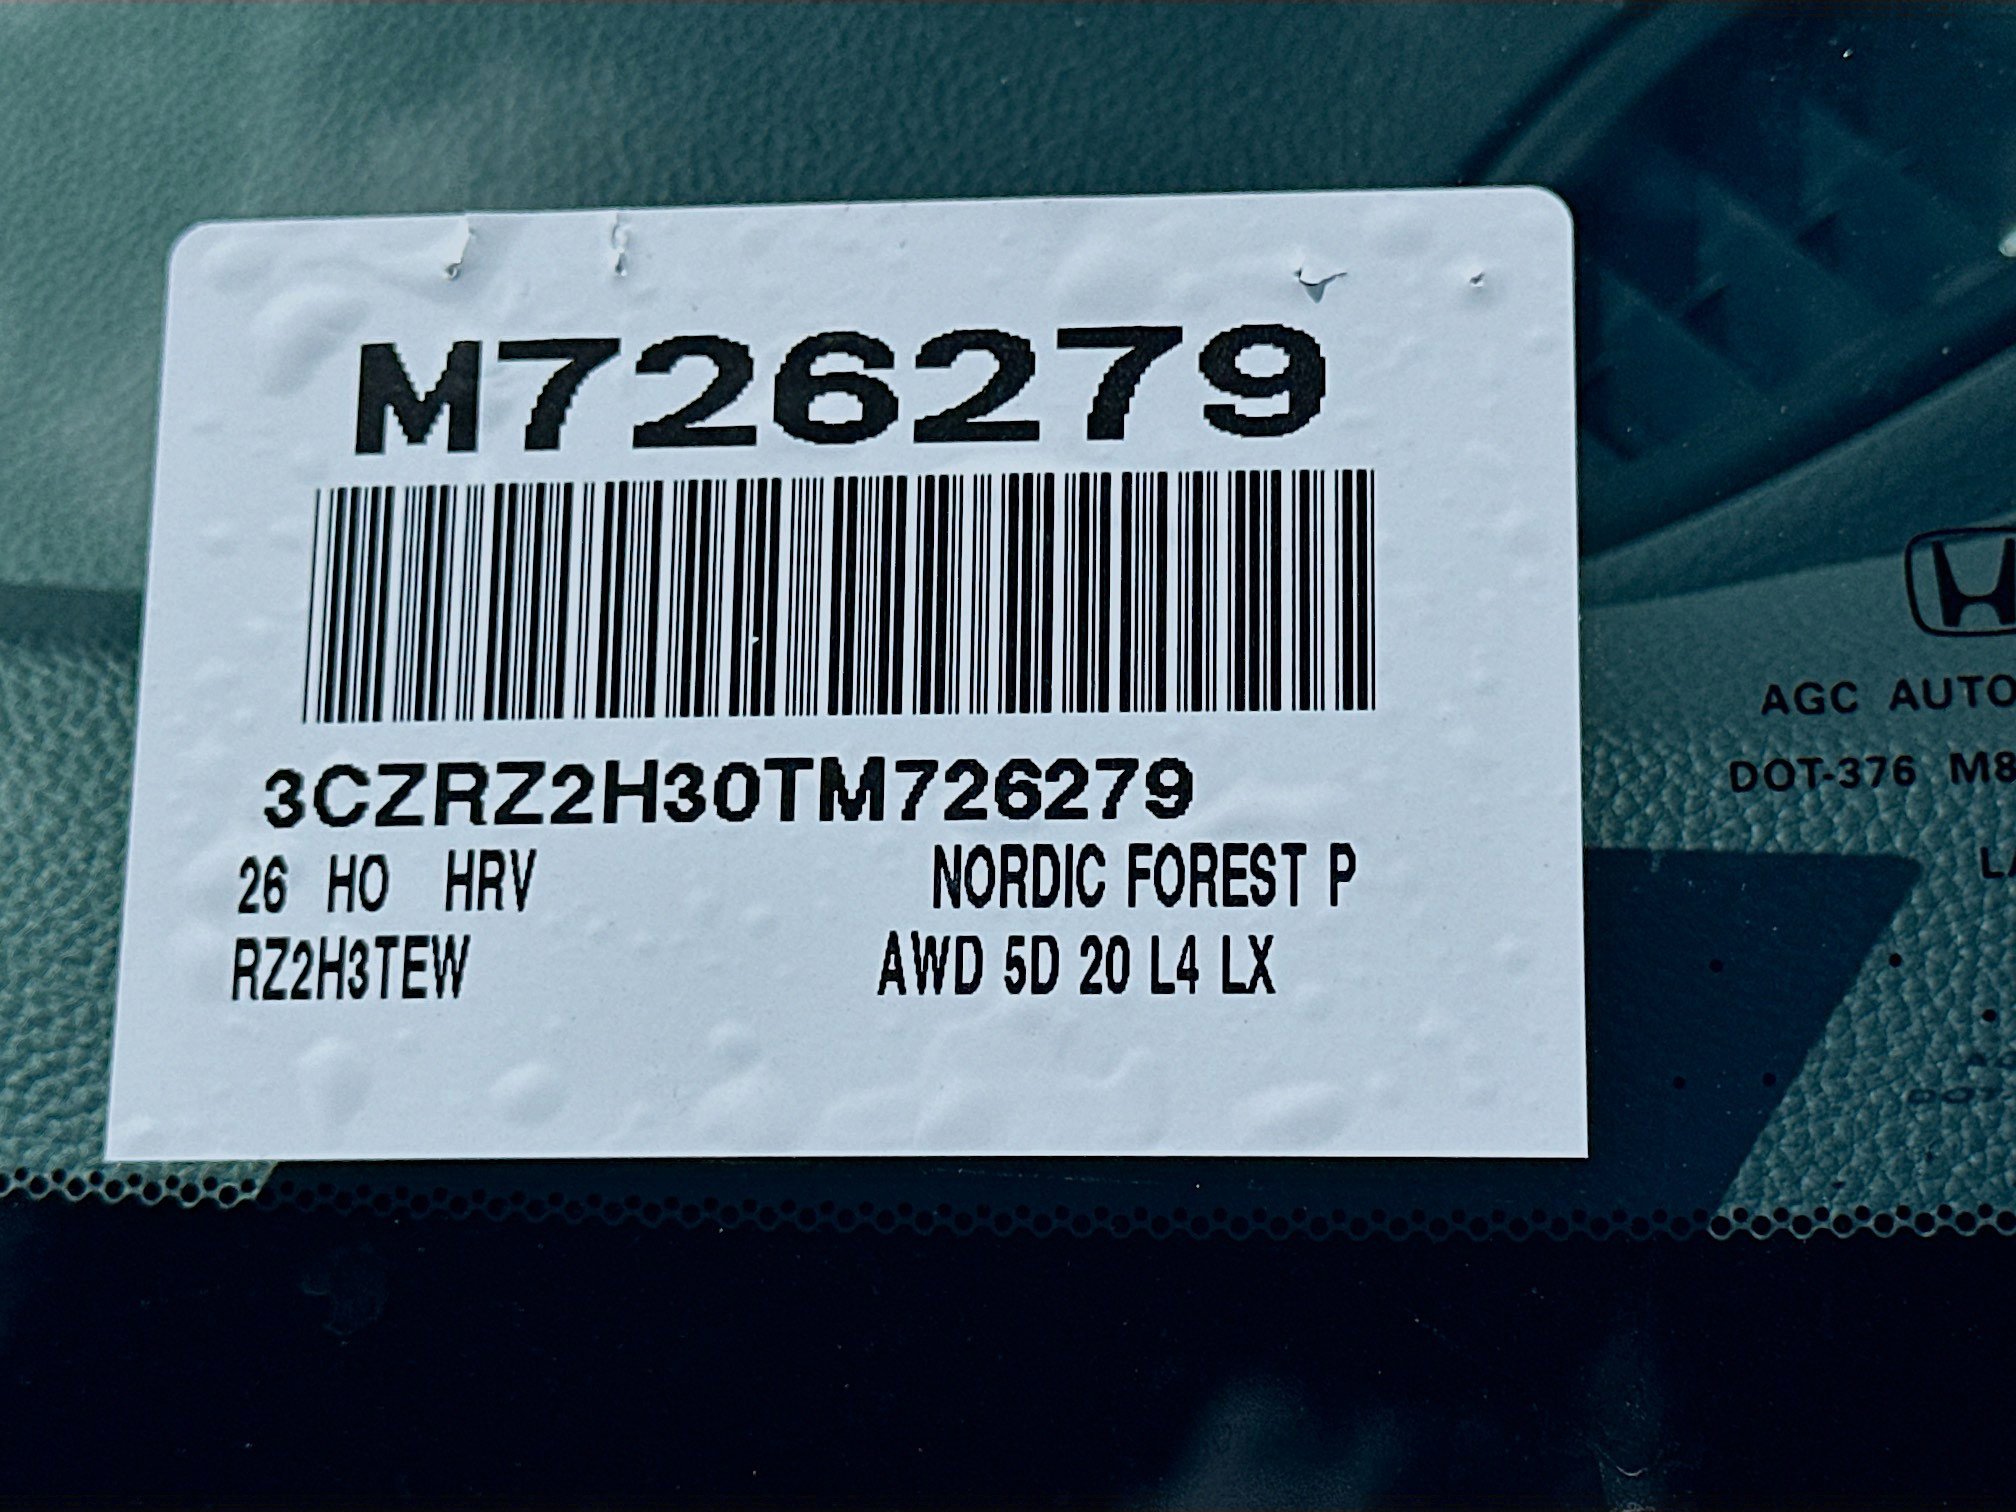 M726279
3CZRZ2H30TM726279
26 HO HRV NORDIC FOREST P
RZ2H3TEW AWD 5D 20 L4 LX
AGC AUTO
DOT-376 M8